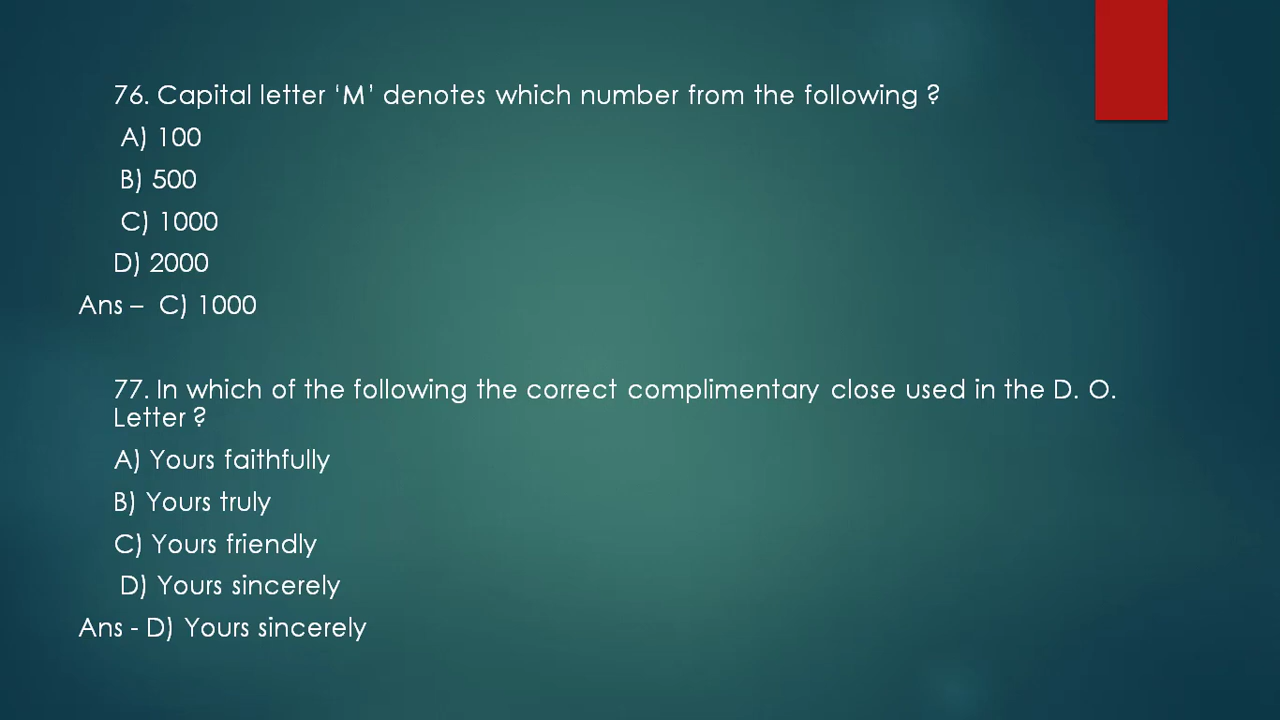 76. Capital letter ‘M’ denotes which number from the following ?
A) 100
B) 500
C) 1000
D) 2000
Ans – C) 1000
77. In which of the following the correct complimentary close used in the D. O.
Letter ?
A) Yours faithfully
B) Yours truly
C) Yours friendly
D) Yours sincerely
Ans - D) Yours sincerely